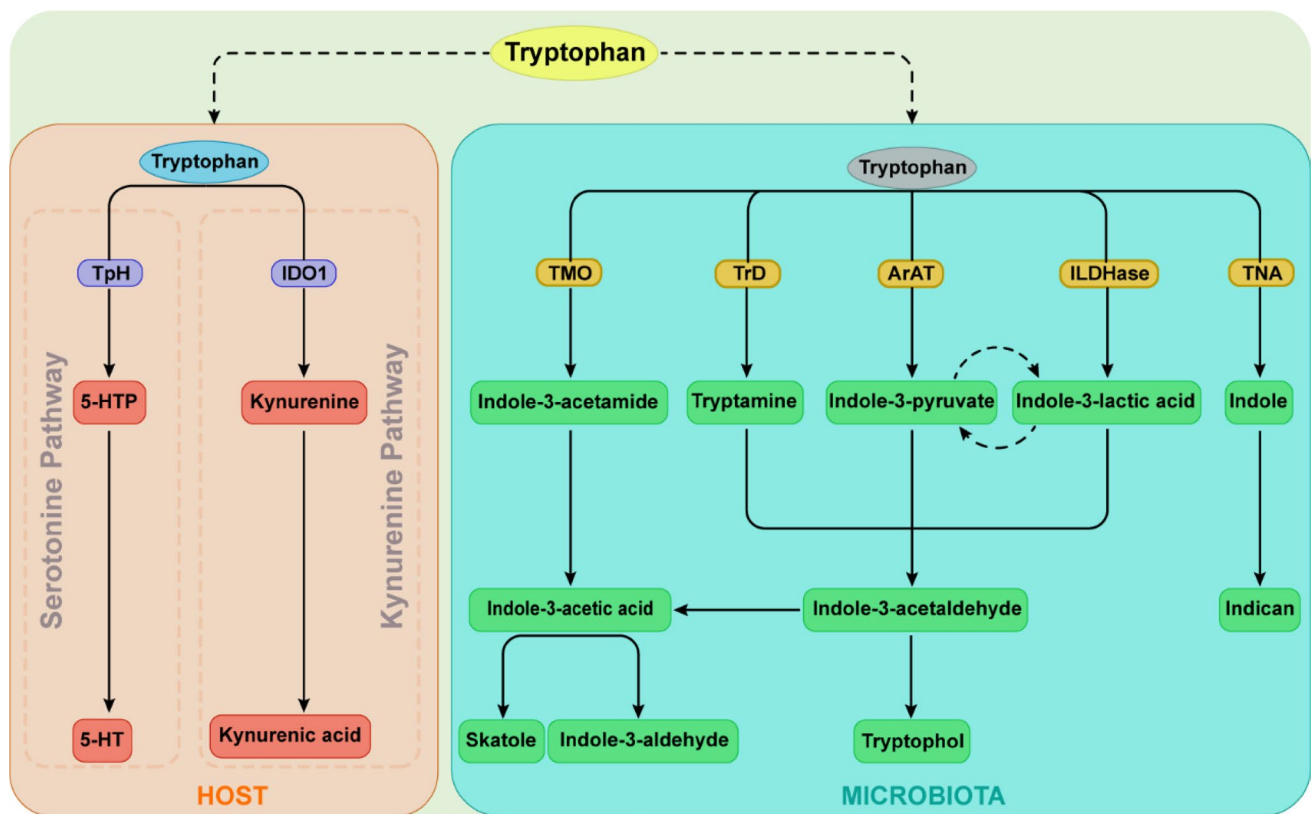 Tryptophan
Tryptophan
TpH
IDO1
5-HTP
Kynurenine
5-HT
Kynurenic acid
Serotonine Pathway
Kynurenine Pathway
HOST
Tryptophan
TMO
TrD
ArAT
ILDHase
TNA
Indole-3-acetamide
Tryptamine
Indole-3-pyruvate
Indole-3-lactic acid
Indole
Indole-3-acetic acid
Indole-3-acetaldehyde
Indican
Skatole
Indole-3-aldehyde
Tryptophol
MICROBIOTA